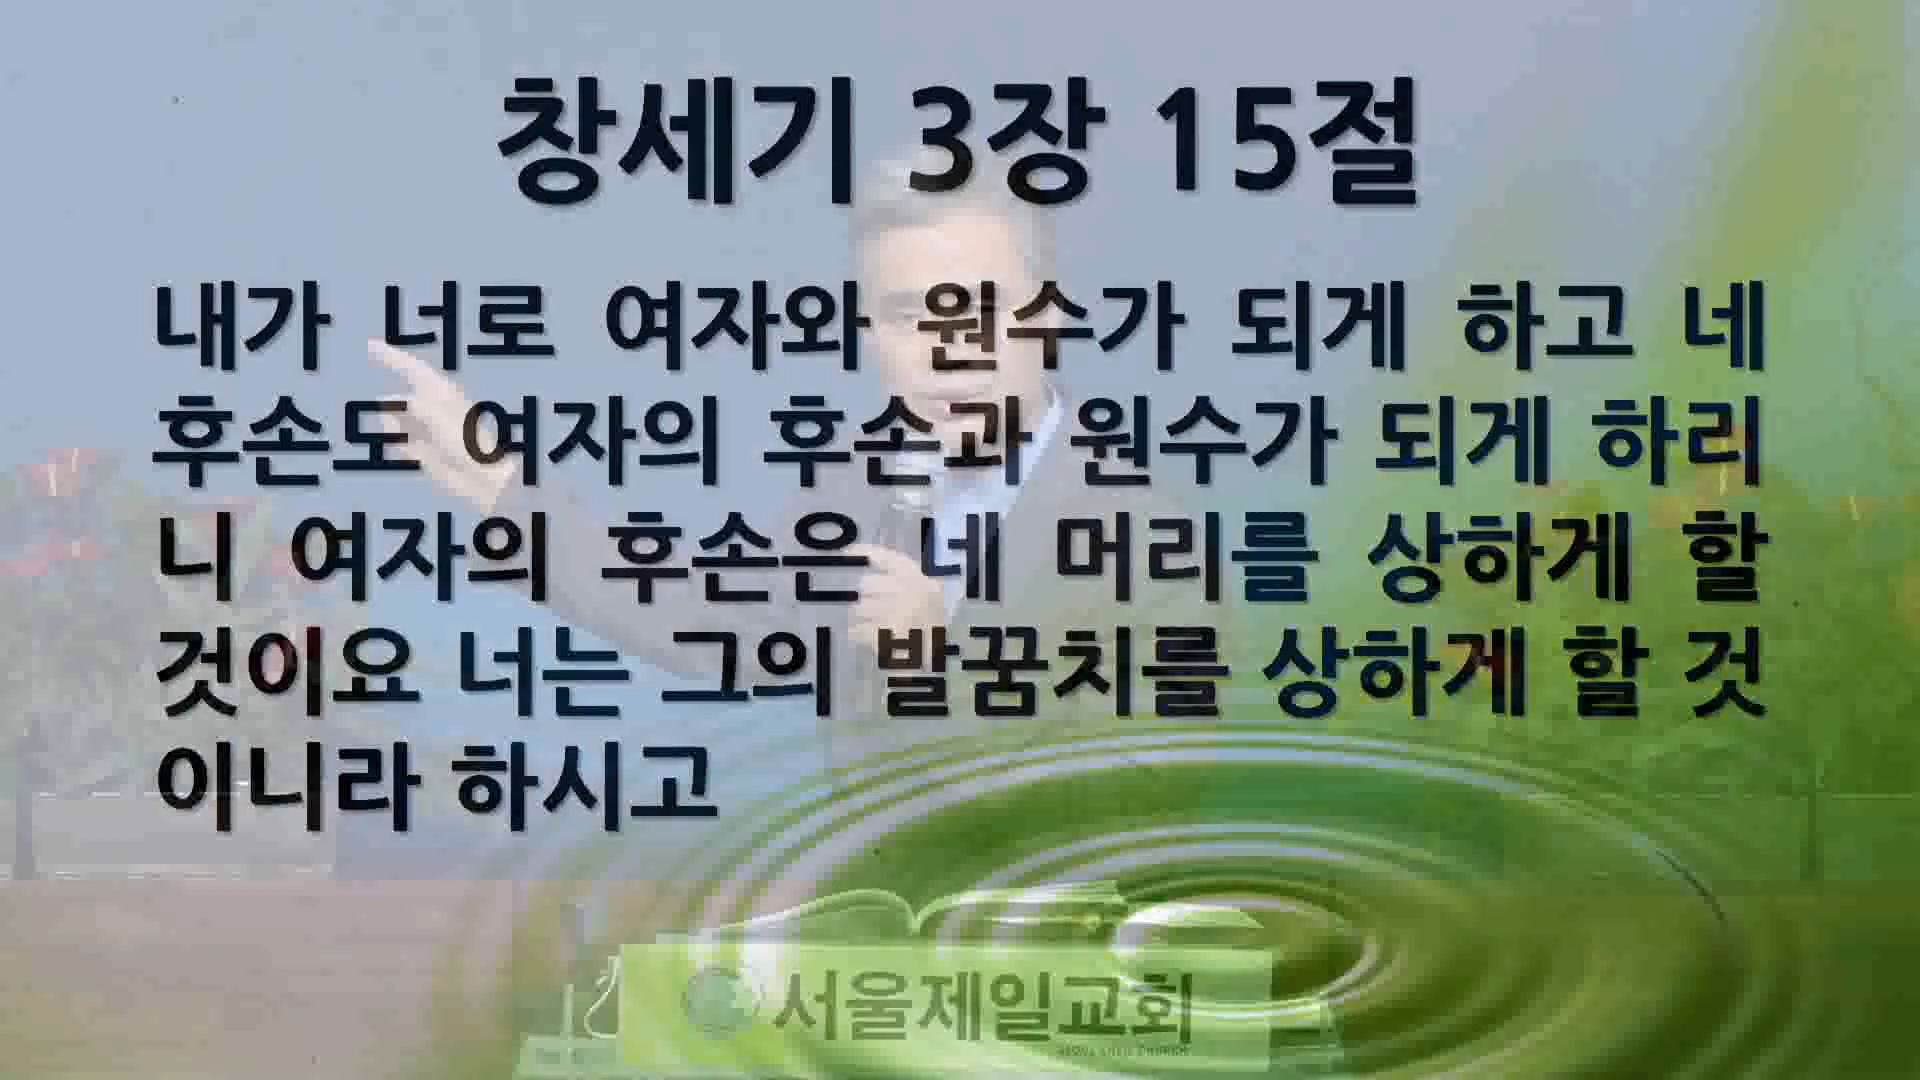 창세기 3장 15절
내가 너로 여자와 원수가 되게 하고 네
후손도 여자의 후손과 원수가 되게 하리
니 여자의 후손은 네 머리를 상하게 할
것이요 너는 그의 발꿈치를 상하게 할 것
이니라 하시고
서울제일교회